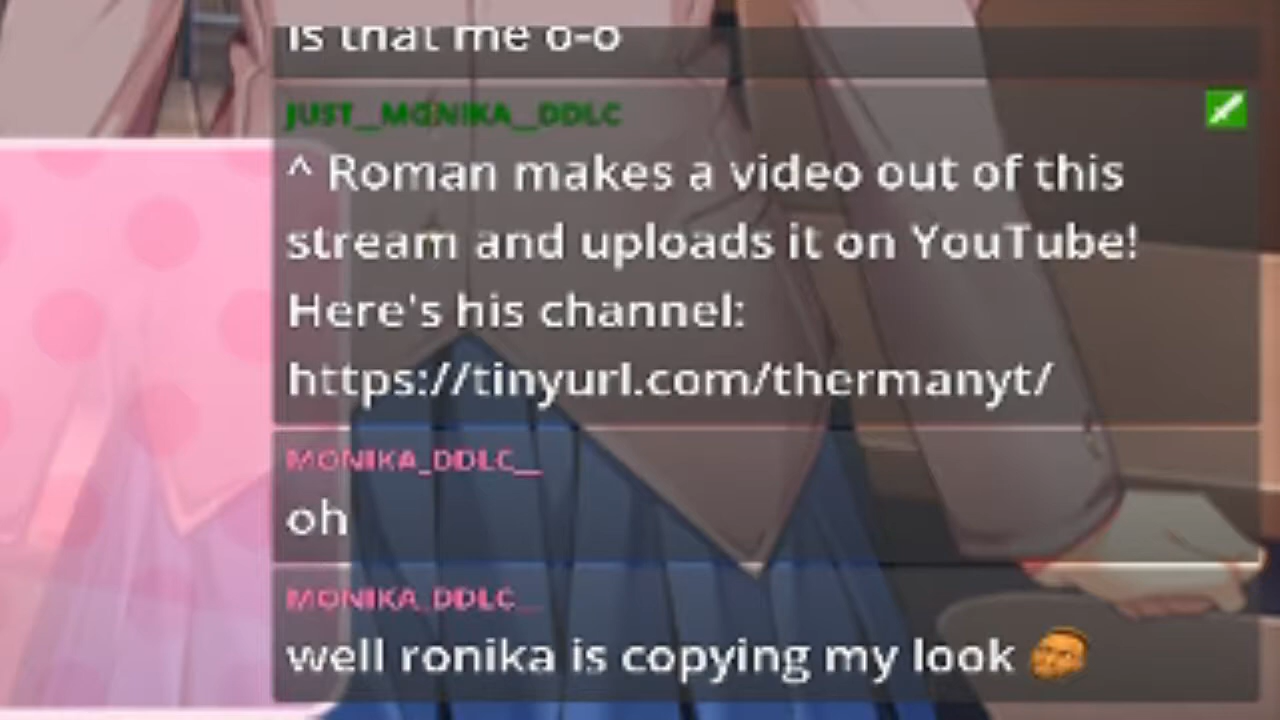 is that me o-o
JUST__MONIKA__DDLC
^ Roman makes a video out of this
stream and uploads it on YouTube!
Here's his channel:
https://tinyurl.com/thermanyt/
MONIKA_DDLC__
oh
MONIKA_DDLC__
well ronika is copying my look